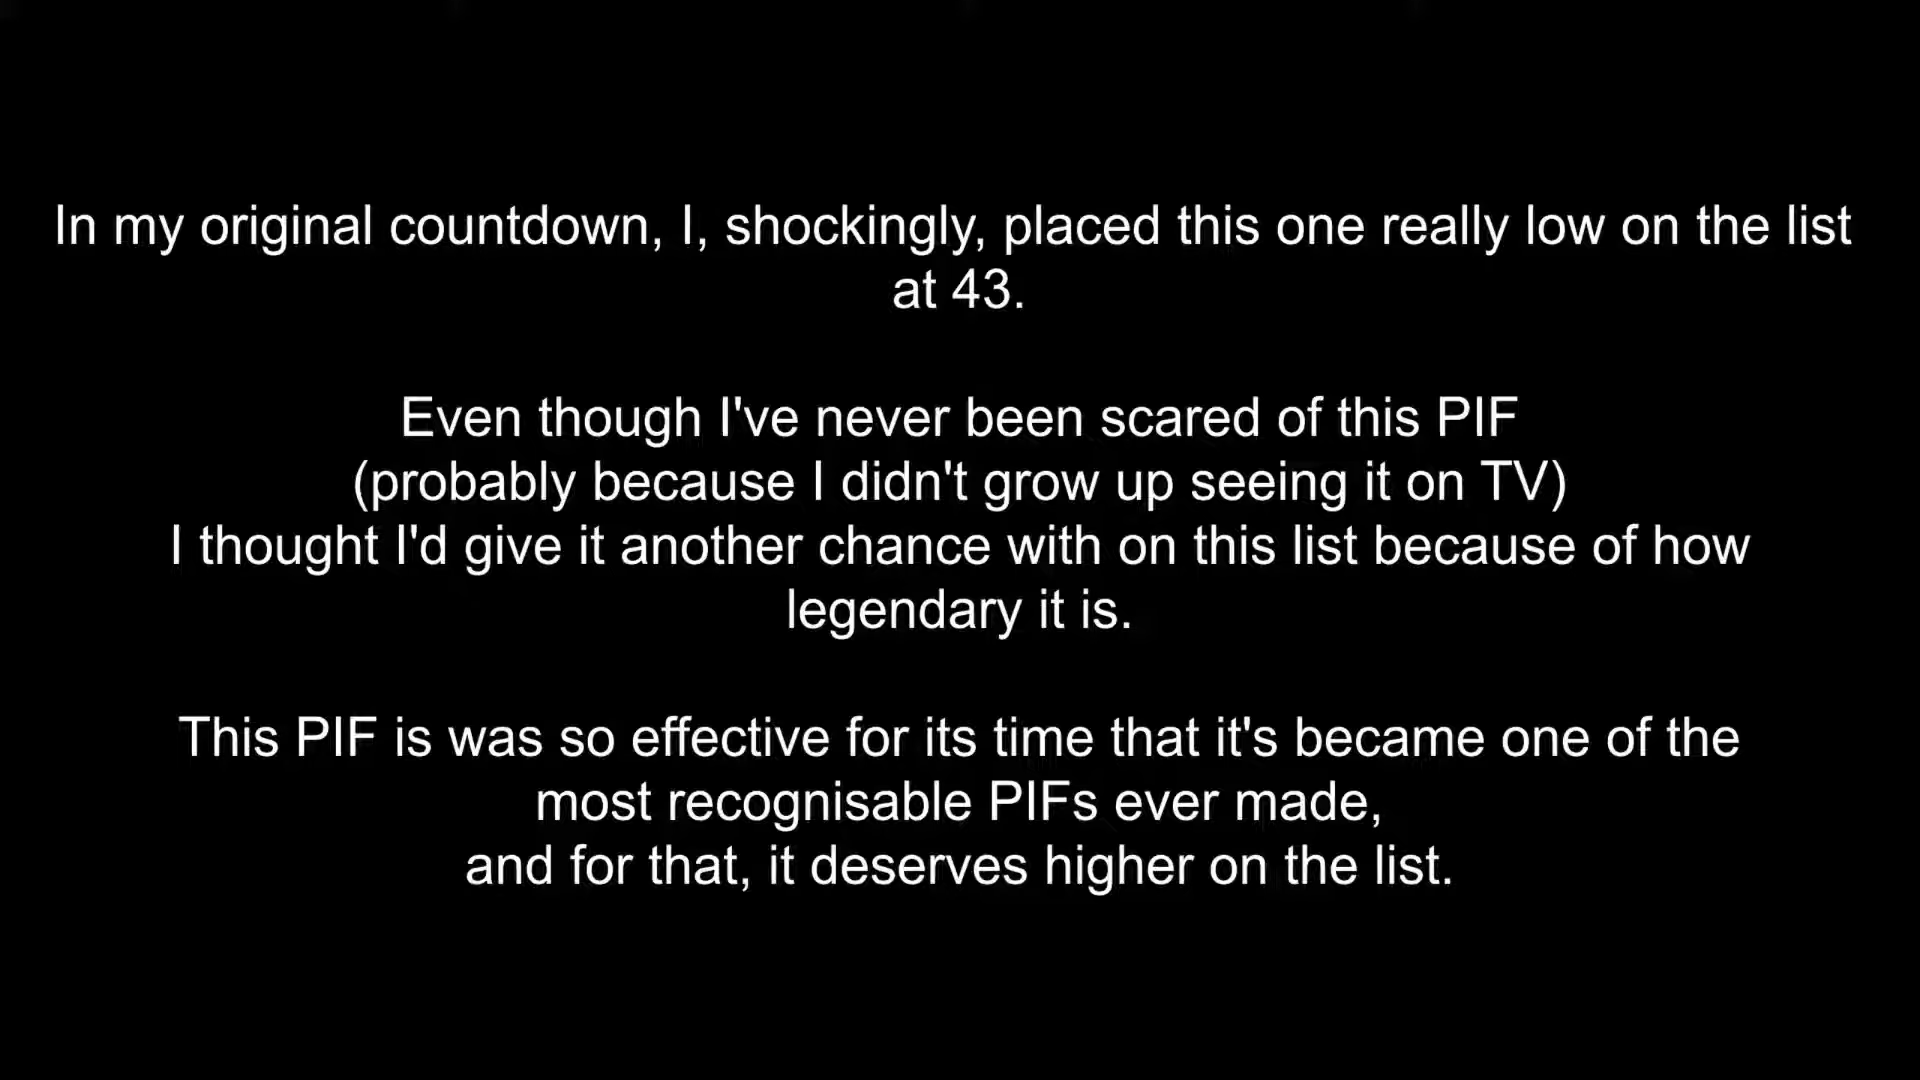 In my original countdown, I, shockingly, placed this one really low on the list
at 43.
Even though I've never been scared of this PIF
(probably because I didn't grow up seeing it on TV)
I thought I'd give it another chance with on this list because of how
legendary it is.
This PIF is was so effective for its time that it's became one of the
most recognisable PIFs ever made,
and for that, it deserves higher on the list.